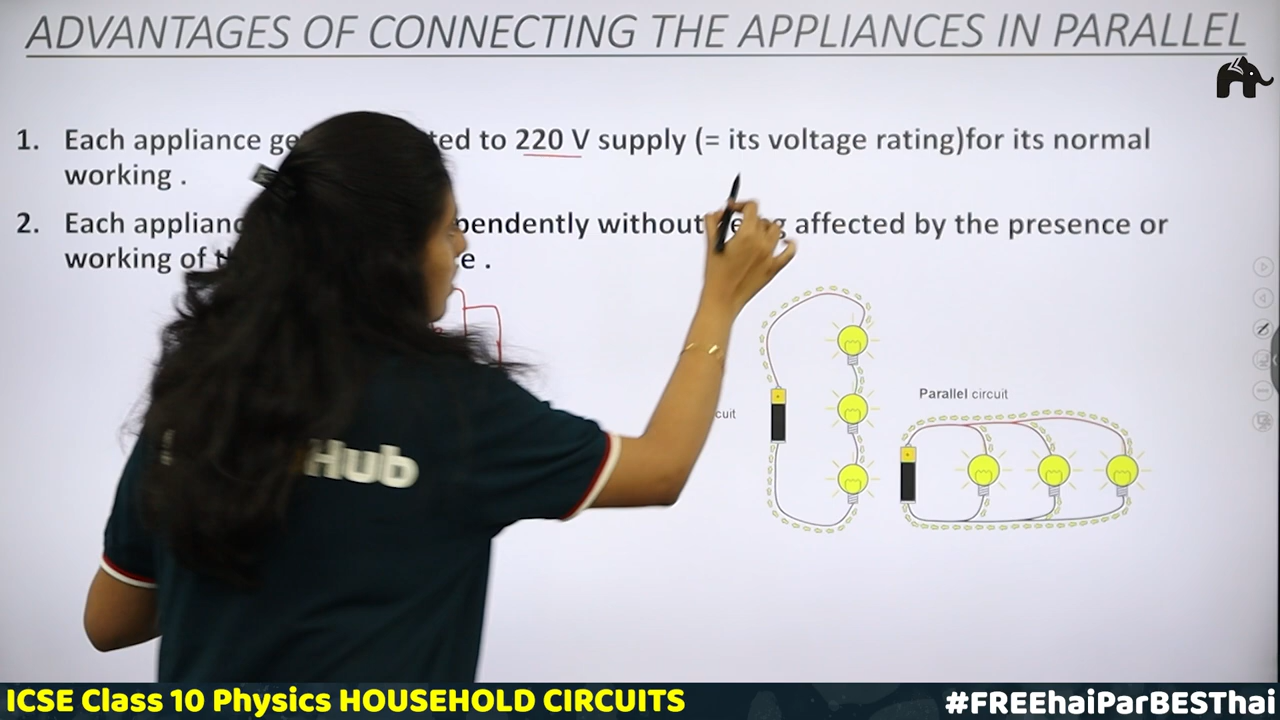 ADVANTAGES OF CONNECTING THE APPLIANCES IN PARALLEL
1. Each appliance ge ed to 220 V supply (= its voltage rating)for its normal
working .
2. Each applianc pendently without affected by the presence or
working of t e .
cuit
Parallel circuit
Hub
ICSE Class 10 Physics HOUSEHOLD CIRCUITS
#FREEhaiParBESThai